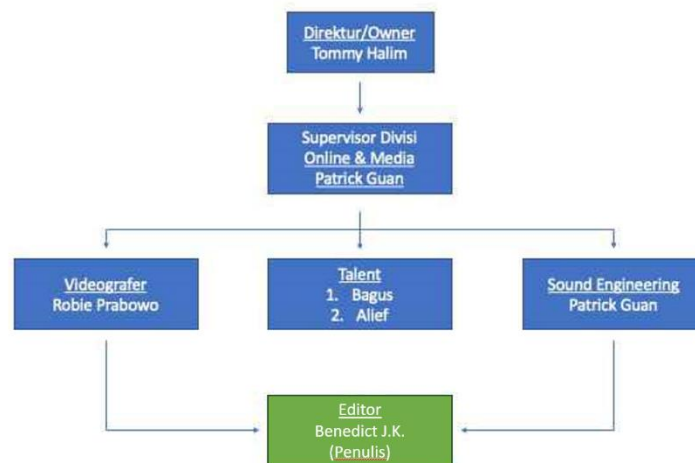 Direktur/Owner
Tommy Halim
Supervisor Divisi
Online & Media
Patrick Guan
Videografer
Robie Prabowo
Talent
1. Bagus
2. Alief
Sound Engineering
Patrick Guan
Editor
Benedict J.K.
(Penulis)